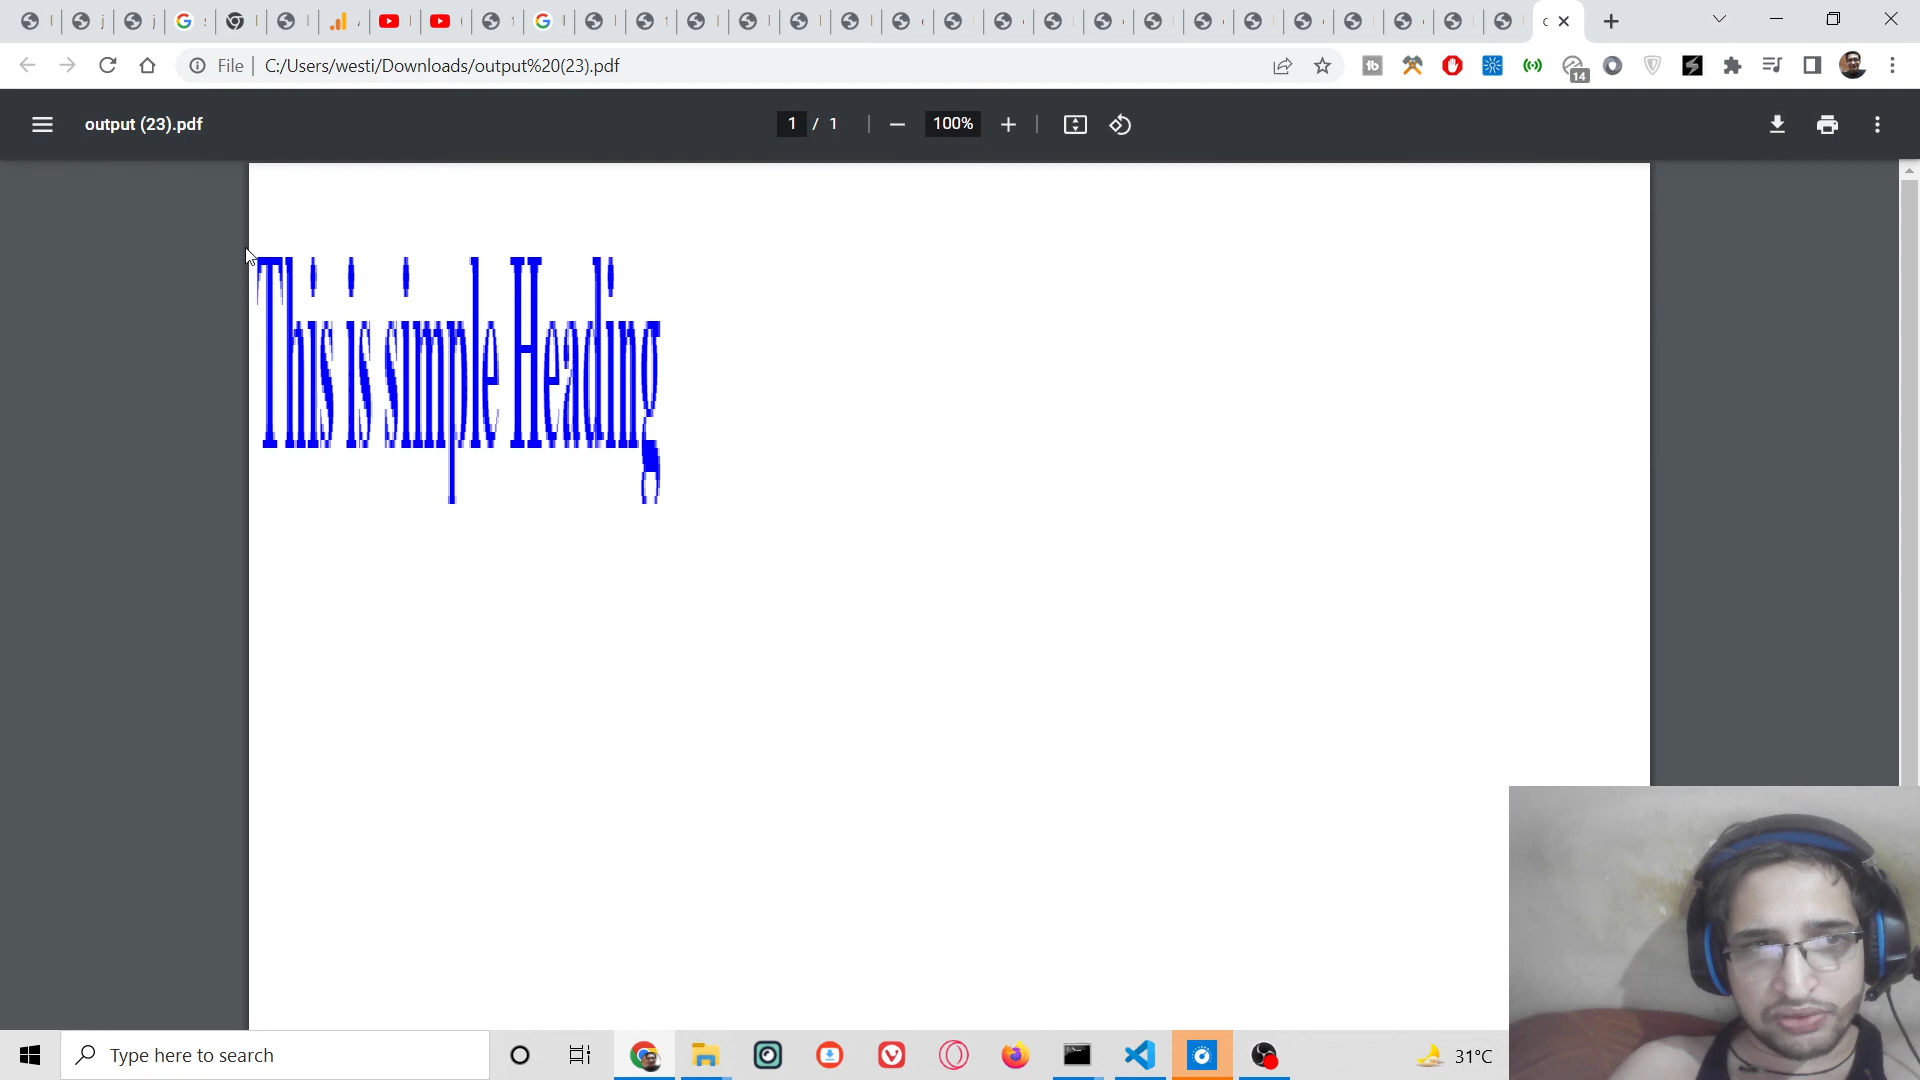 File
C:/Users/westi/Downloads/output%20(23).pdf
14
output (23).pdf
1 / 1
100%
This is simple Heading
Type here to search
31°C